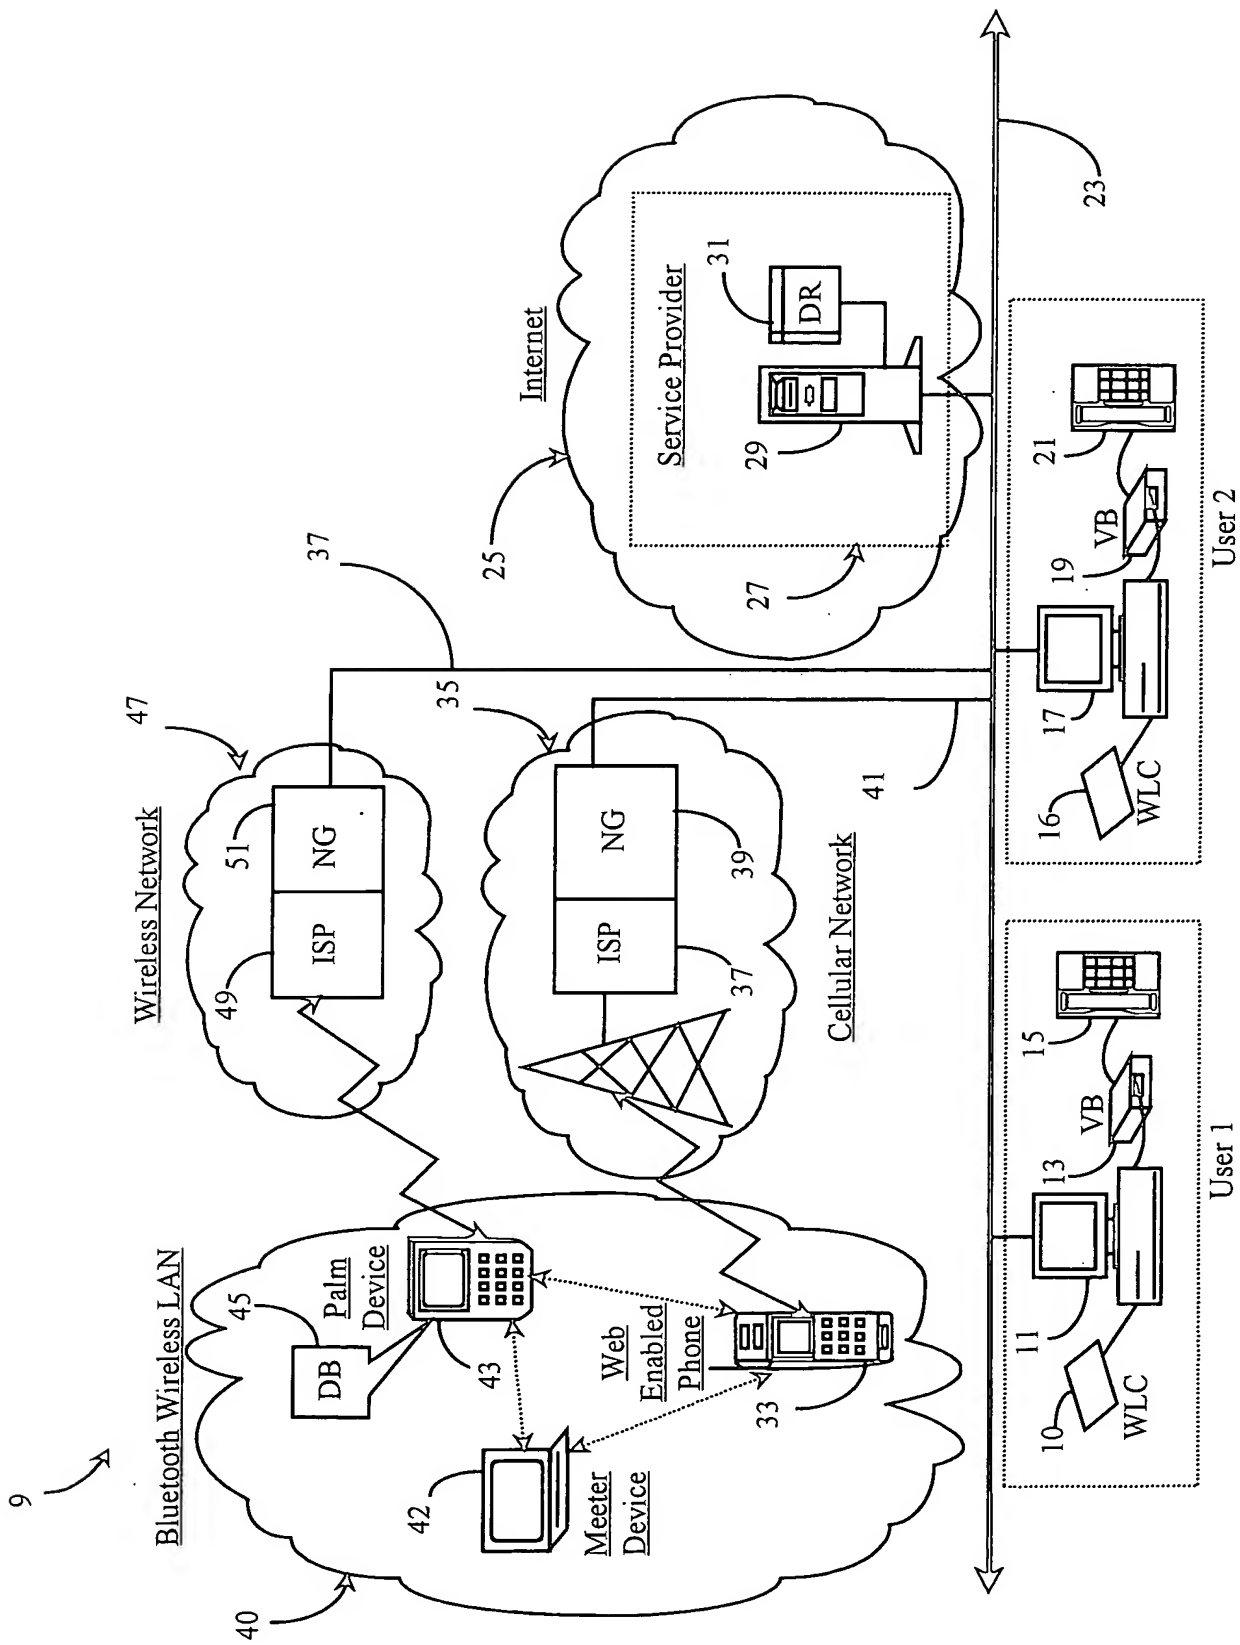 9
40
Bluetooth Wireless LAN
45
DB
Palm
Device
43
42
Meeter
Device
Web
Enabled
Phone
33
Wireless Network
47
49
ISP
NG
51
37
35
ISP
NG
37
39
Cellular Network
41
Internet
25
Service Provider
27
29
31
DR
23
10
WLC
11
13
VB
15
User 1
16
WLC
17
19
VB
21
User 2